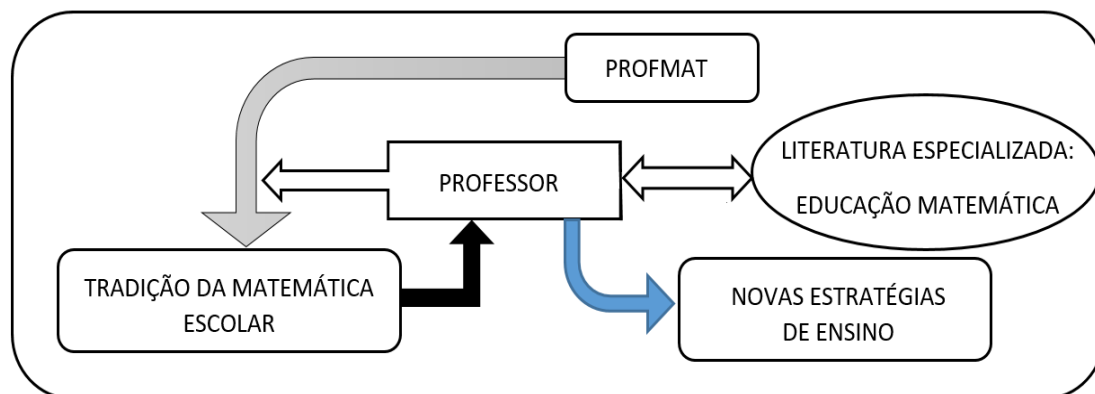 PROFMAT
LITERATURA ESPECIALIZADA:
EDUCAÇÃO MATEMÁTICA
PROFESSOR
TRADIÇÃO DA MATEMÁTICA
ESCOLAR
NOVAS ESTRATÉGIAS
DE ENSINO